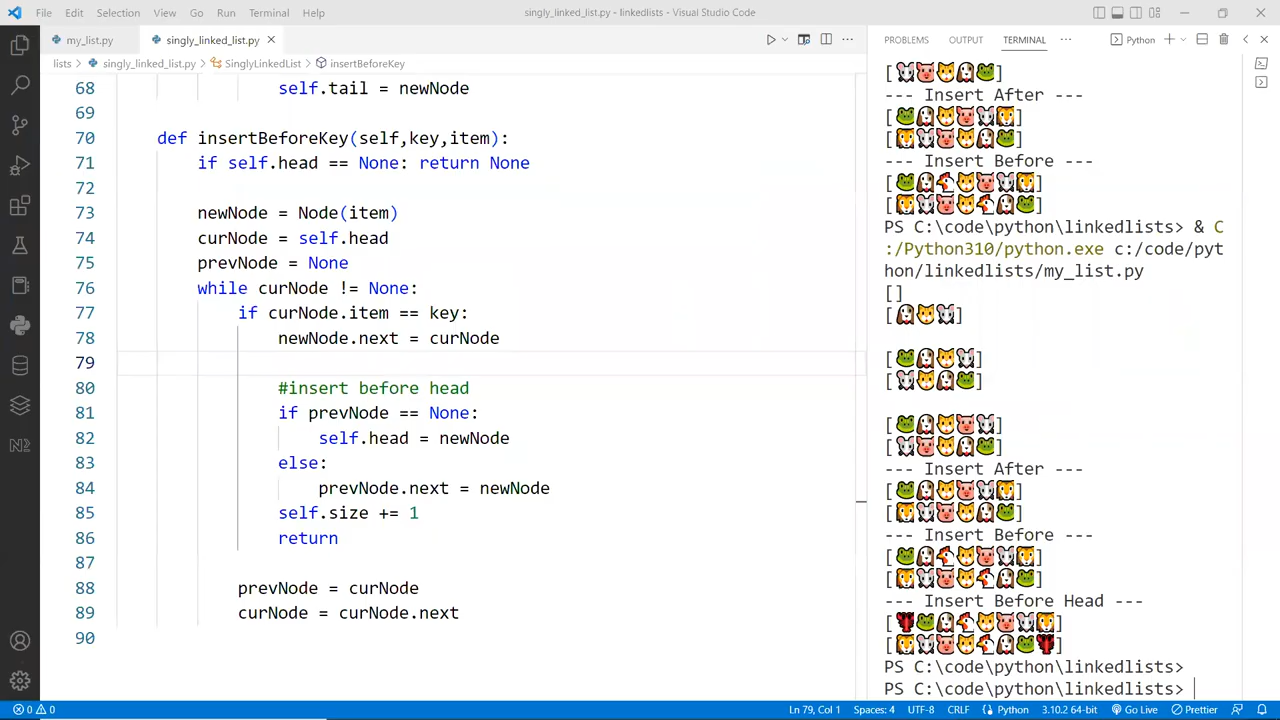 File Edit Selection View Go Run Terminal Help singly_linked_list.py - linkedlists - Visual Studio Code
my_list.py singly_linked_list.py
lists > singly_linked_list.py > SinglyLinkedList > insertBeforeKey
68 self.tail = newNode
69
70 def insertBeforeKey(self,key,item):
71 if self.head == None: return None
72
73 newNode = Node(item)
74 curNode = self.head
75 prevNode = None
76 while curNode != None:
77 if curNode.item == key:
78 newNode.next = curNode
79
80 #insert before head
81 if prevNode == None:
82 self.head = newNode
83 else:
84 prevNode.next = newNode
85 self.size += 1
86 return
87
88 prevNode = curNode
89 curNode = curNode.next
90
PROBLEMS OUTPUT TERMINAL ··· Python
[🐭🐷🐱🐶🐸]
--- Insert After ---
[🐸🐶🐱🐷🐭🐯]
[🐯🐭🐷🐱🐶🐸]
--- Insert Before ---
[🐸🐶🐔🐱🐷🐭🐯]
[🐯🐭🐷🐱🐔🐶🐸]
PS C:\code\python\linkedlists> & C
:/Python310/python.exe c:/code/pyt
hon/linkedlists/my_list.py
[]
[🐶🐱🐭]
[🐸🐶🐱🐭]
[🐭🐱🐶🐸]
[🐸🐶🐱🐷🐭]
[🐭🐷🐱🐶🐸]
--- Insert After ---
[🐸🐶🐱🐷🐭🐯]
[🐯🐭🐷🐱🐶🐸]
--- Insert Before ---
[🐸🐶🐔🐱🐷🐭🐯]
[🐯🐭🐷🐱🐔🐶🐸]
--- Insert Before Head ---
[🦞🐸🐶🐔🐱🐷🐭🐯]
[🐯🐭🐷🐱🐔🐶🐸🦞]
PS C:\code\python\linkedlists>
PS C:\code\python\linkedlists>
0 0 Ln 79, Col 1 Spaces: 4 UTF-8 CRLF Python 3.10.2 64-bit Go Live Prettier